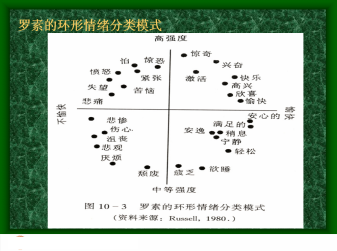 罗素的环形情绪分类模式
高强度
惊奇
怕 惊恐
兴奋
愤怒
紧张
激活
快乐
失望
苦恼
高兴
欣喜
悲痛
愉快
不愉快
愉快
安心的
悲惨
满足的
伤心
安逸
稍息
沮丧
宁静
悲观
轻松
厌烦
颓废
疲乏
欲睡
中等强度
图 10-3 罗素的环形情绪分类模式
(资料来源：Russell, 1980.)